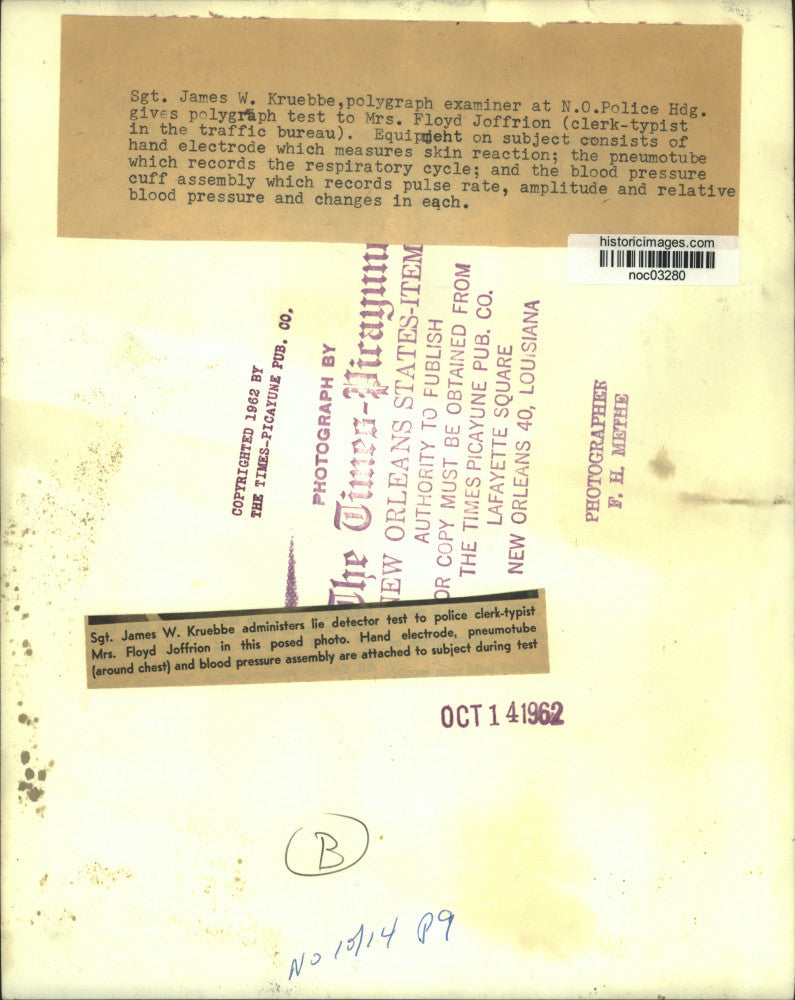 Sgt. James W. Kruebbe,polygraph examiner at N.O.Police Hdg.
gives polygraph test to Mrs. Floyd Joffrion (clerk-typist
in the traffic bureau). Equipment on subject consists of
hand electrode which measures skin reaction; the pneumotube
which records the respiratory cycle; and the blood pressure
cuff assembly which records pulse rate, amplitude and relative
blood pressure and changes in each.
historicimages.com
noc03280
COPYRIGHTED 1962 BY
THE TIMES-PICAYUNE PUB. CO.
PHOTOGRAPH BY
The Times-Picayune
NEW ORLEANS STATES-ITEM
AUTHORITY TO PUBLISH
OR COPY MUST BE OBTAINED FROM
THE TIMES PICAYUNE PUB. CO.
LAFAYETTE SQUARE
NEW ORLEANS 40, LOUISIANA
PHOTOGRAPHER
F. H. METHE
Sgt. James W. Kruebbe administers lie detector test to police clerk-typist
Mrs. Floyd Joffrion in this posed photo. Hand electrode, pneumotube
(around chest) and blood pressure assembly are attached to subject during test
OCT 14 1962
B
NO 10/14 P9